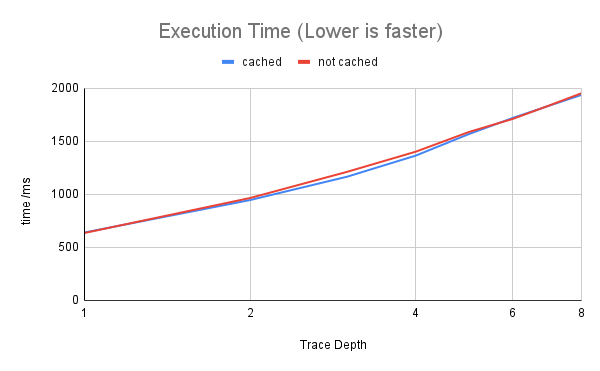 Execution Time (Lower is faster)
cached not cached
2000
1500
1000
500
0
time /ms
1 2 4 6 8
Trace Depth